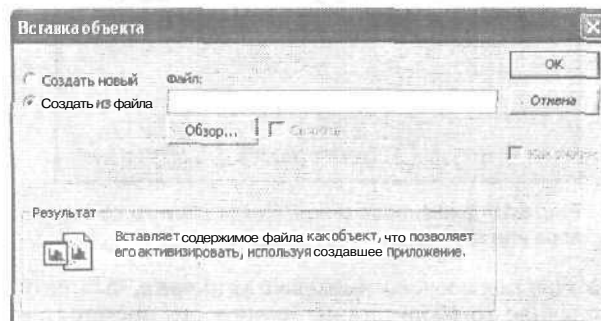 Вставка объекта
Создать новый
Создать из файла
Файл:
Обзор...
ОК
Отмена
Результат
Вставляет содержимое файла как объект, что позволяет
его активизировать, используя создавшее приложение.